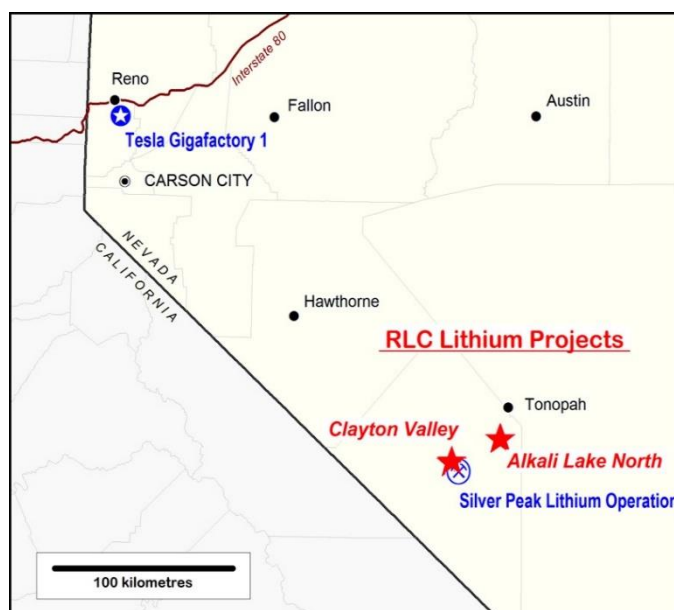 Interstate 80
Reno
Fallon
Austin
Tesla Gigafactory 1
CARSON CITY
NEVADA
CALIFORNIA
Hawthorne
RLC Lithium Projects
Tonopah
Clayton Valley
Alkali Lake North
Silver Peak Lithium Operation
100 kilometres